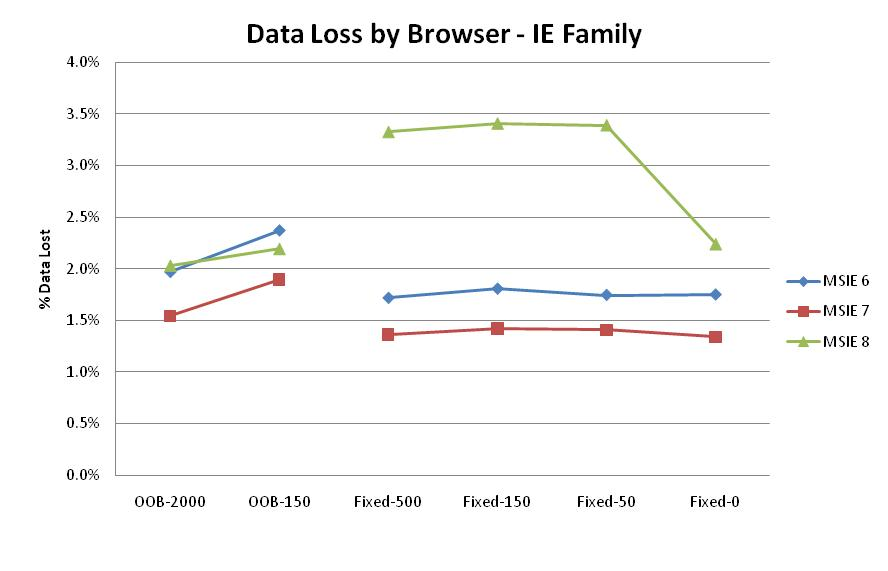 Data Loss by Browser - IE Family
4.0%
3.5%
3.0%
2.5%
2.0%
1.5%
1.0%
0.5%
0.0%
% Data Lost
OOB-2000 OOB-150 Fixed-500 Fixed-150 Fixed-50 Fixed-0
MSIE 6
MSIE 7
MSIE 8